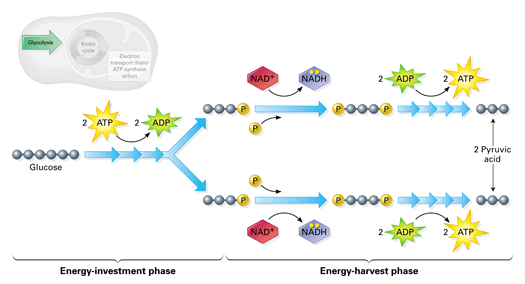 Glycolysis
Krebs
cycle
Electron
transport chain/
ATP synthase
action
2 ATP 2 ADP
Glucose
NAD+ NADH
P
P
P P
2 ADP 2 ATP
2 Pyruvic
acid
P
P
P P
NAD+ NADH
2 ADP 2 ATP
Energy-investment phase
Energy-harvest phase